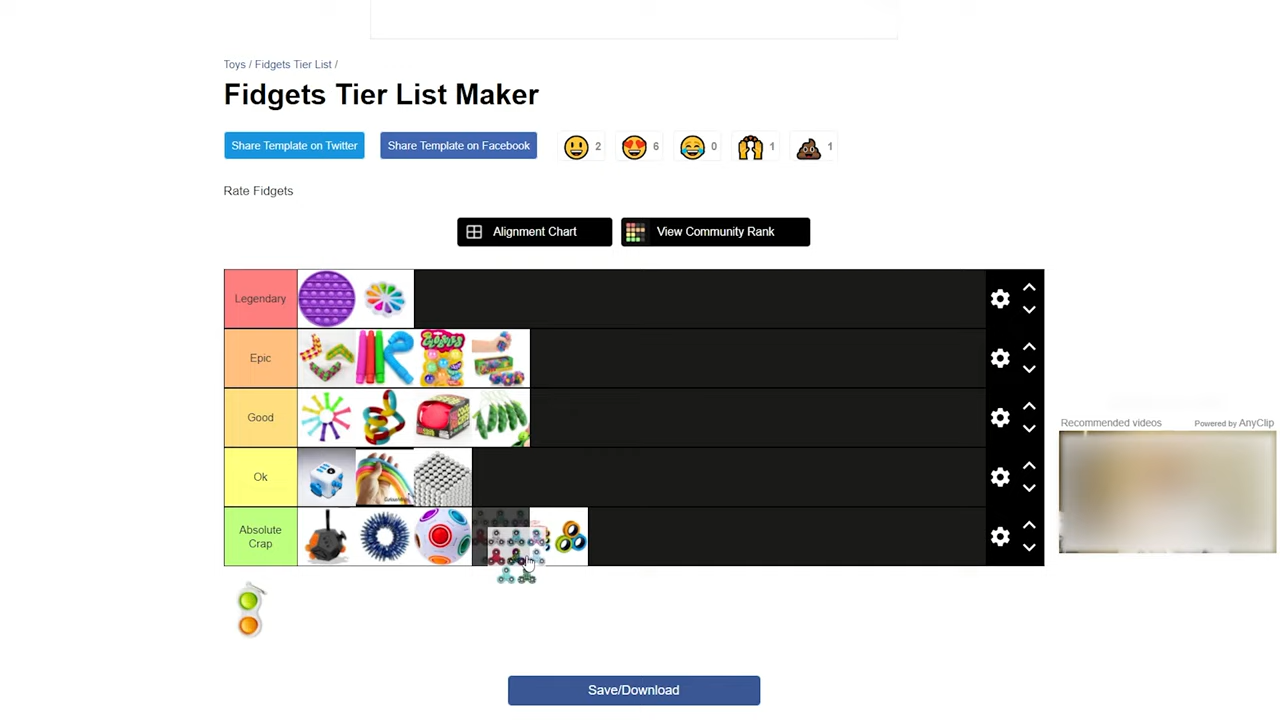 Toys / Fidgets Tier List /
Fidgets Tier List Maker
Share Template on Twitter
Share Template on Facebook
2
6
0
1
1
Rate Fidgets
Alignment Chart
View Community Rank
Legendary
Epic
Good
Ok
Absolute Crap
Recommended videos
Powered by AnyClip
Save/Download